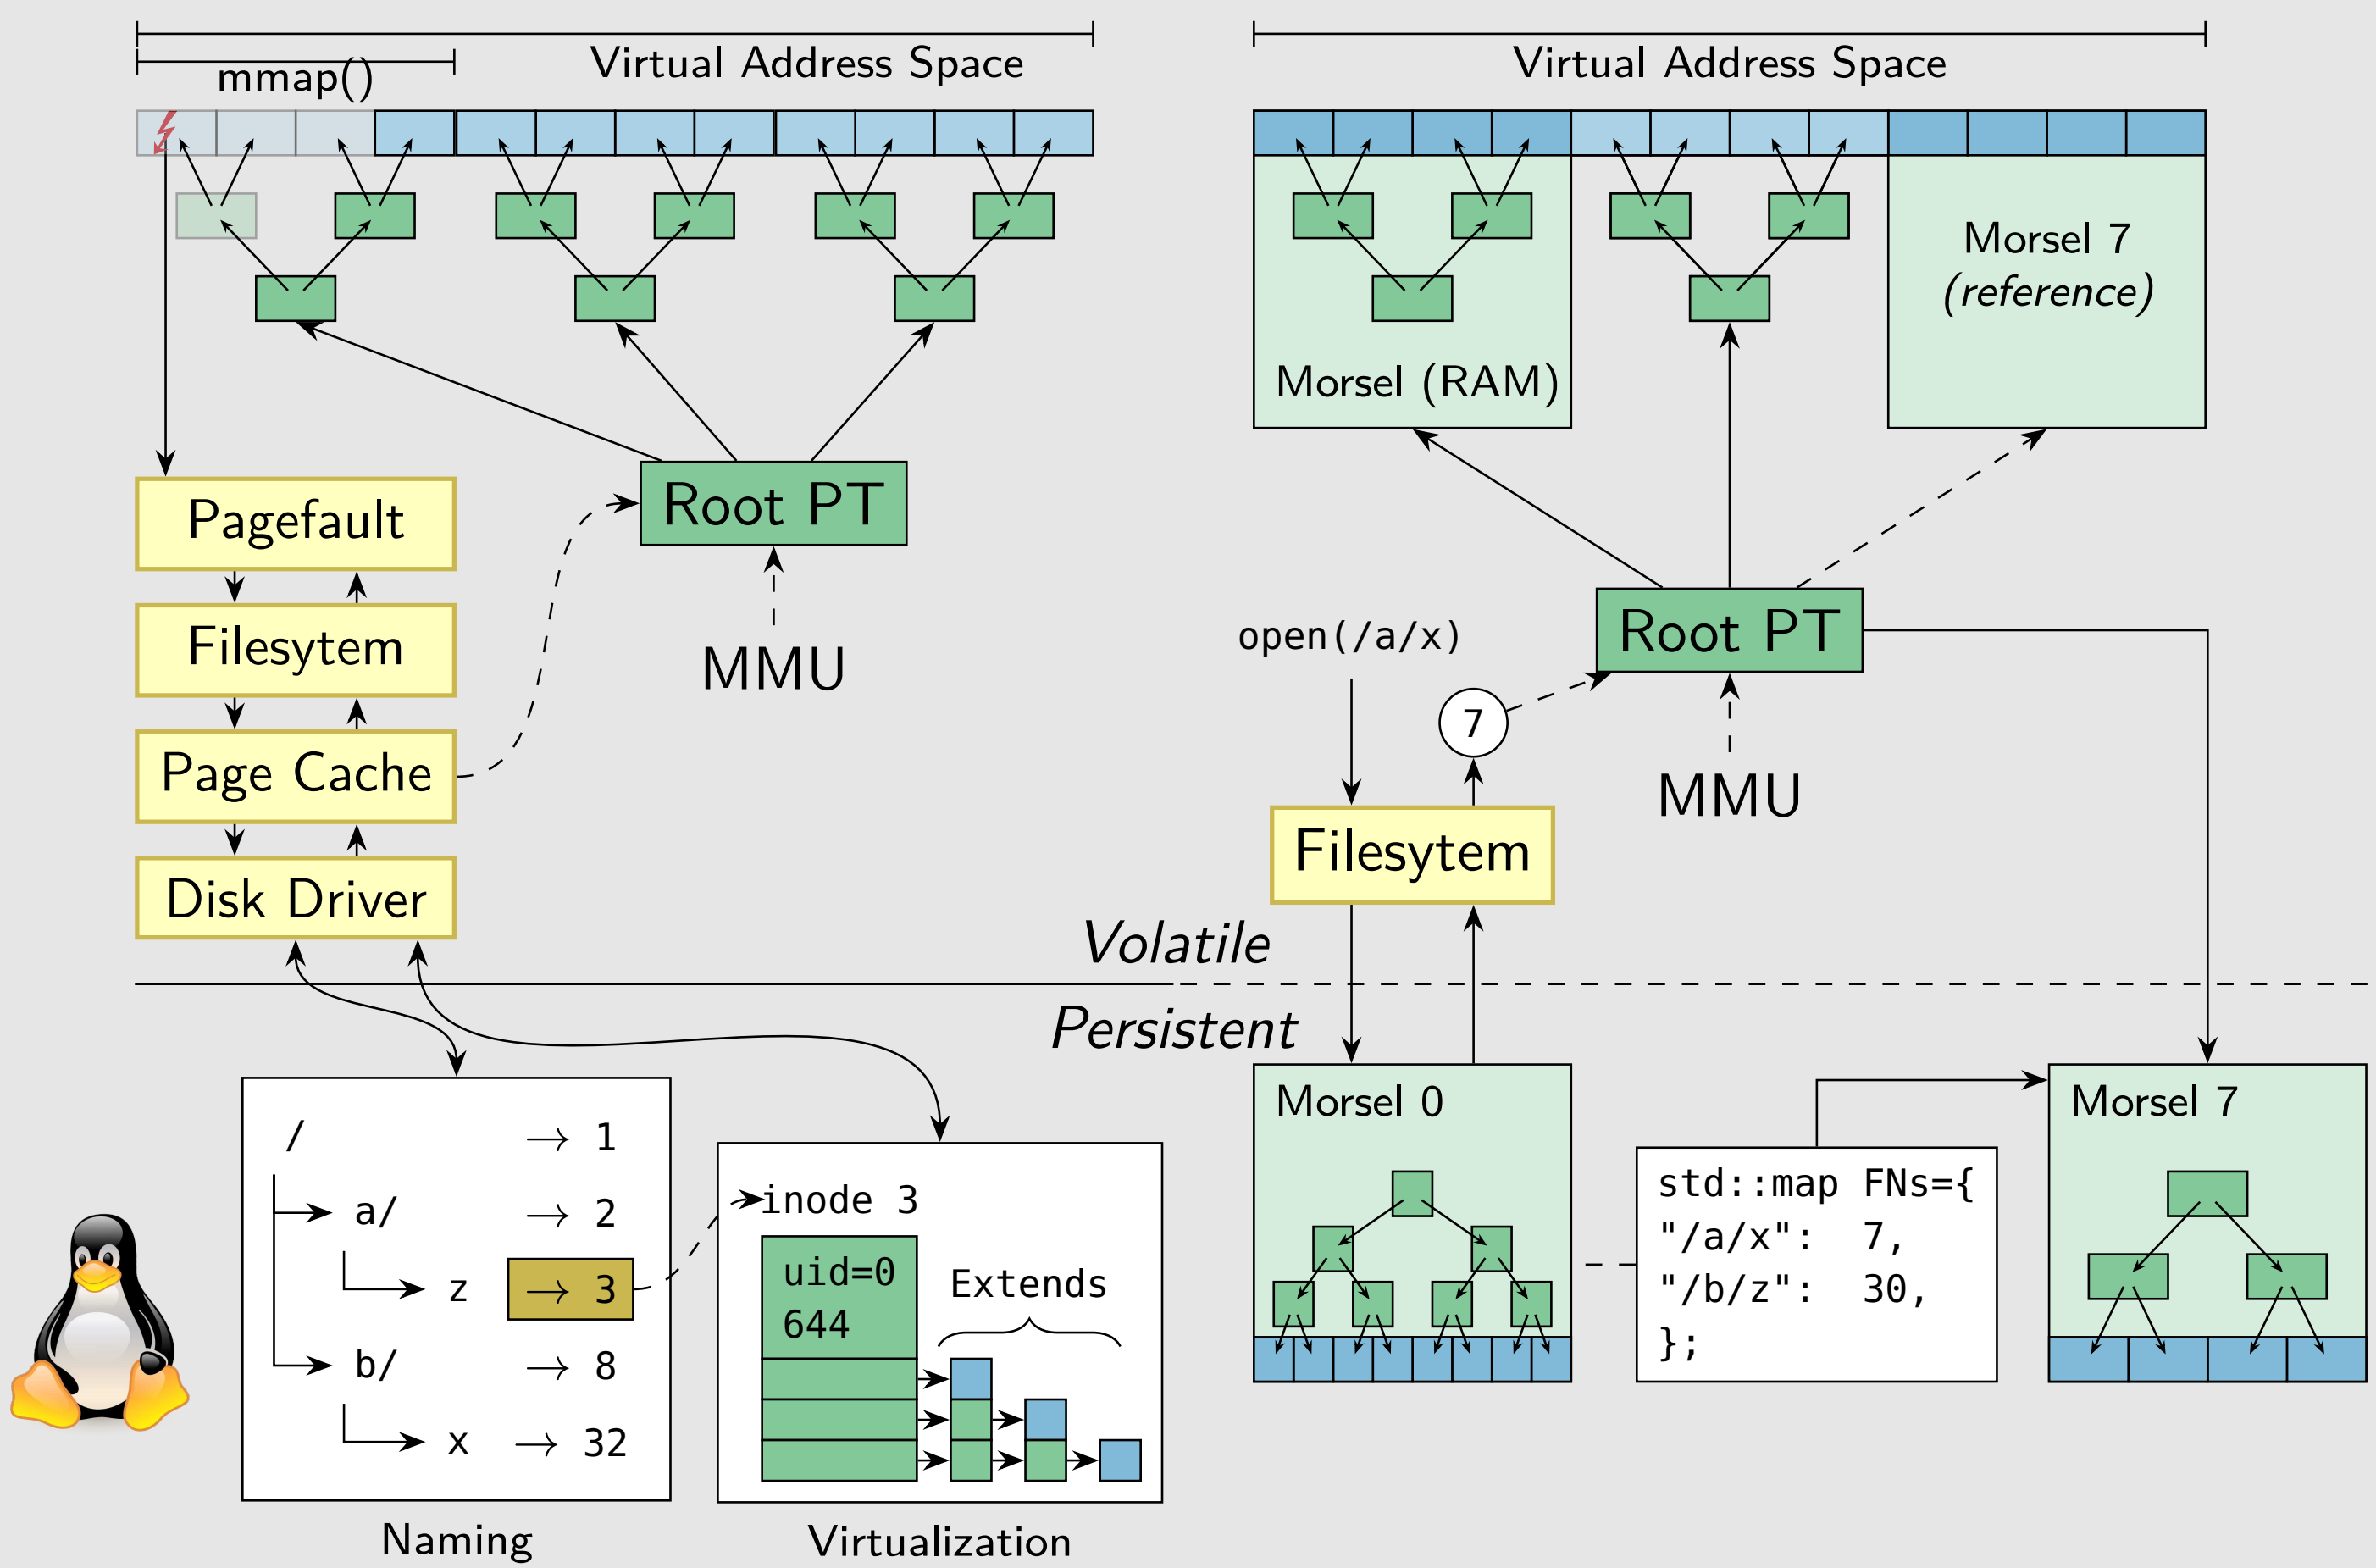 mmap()
Virtual Address Space
Root PT
MMU
Pagefault
Filesytem
Page Cache
Disk Driver
Virtual Address Space
Morsel (RAM)
Morsel 7
(reference)
Root PT
MMU
open(/a/x)
7
Filesytem
Volatile
Persistent
/ → 1
a/ → 2
z → 3
b/ → 8
x → 32
Naming
inode 3
uid=0
644
Extends
Virtualization
Morsel 0
std::map FNs={
"/a/x": 7,
"/b/z": 30,
};
Morsel 7